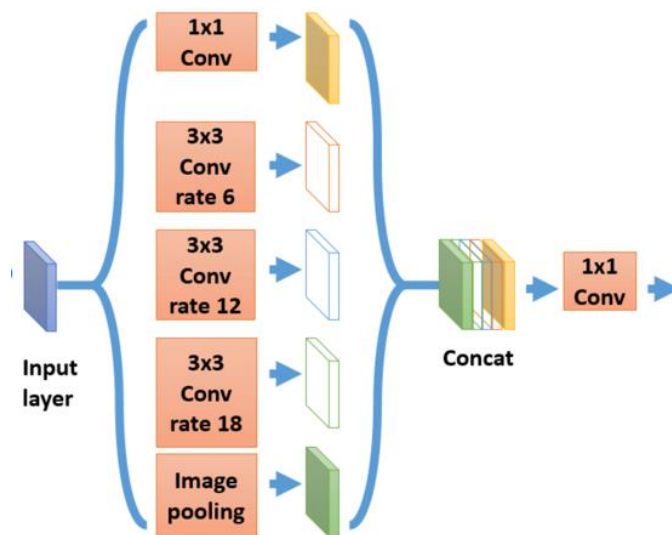 1x1
Conv
3x3
Conv
rate 6
3x3
Conv
rate 12
3x3
Conv
rate 18
Image
pooling
Input
layer
Concat
1x1
Conv